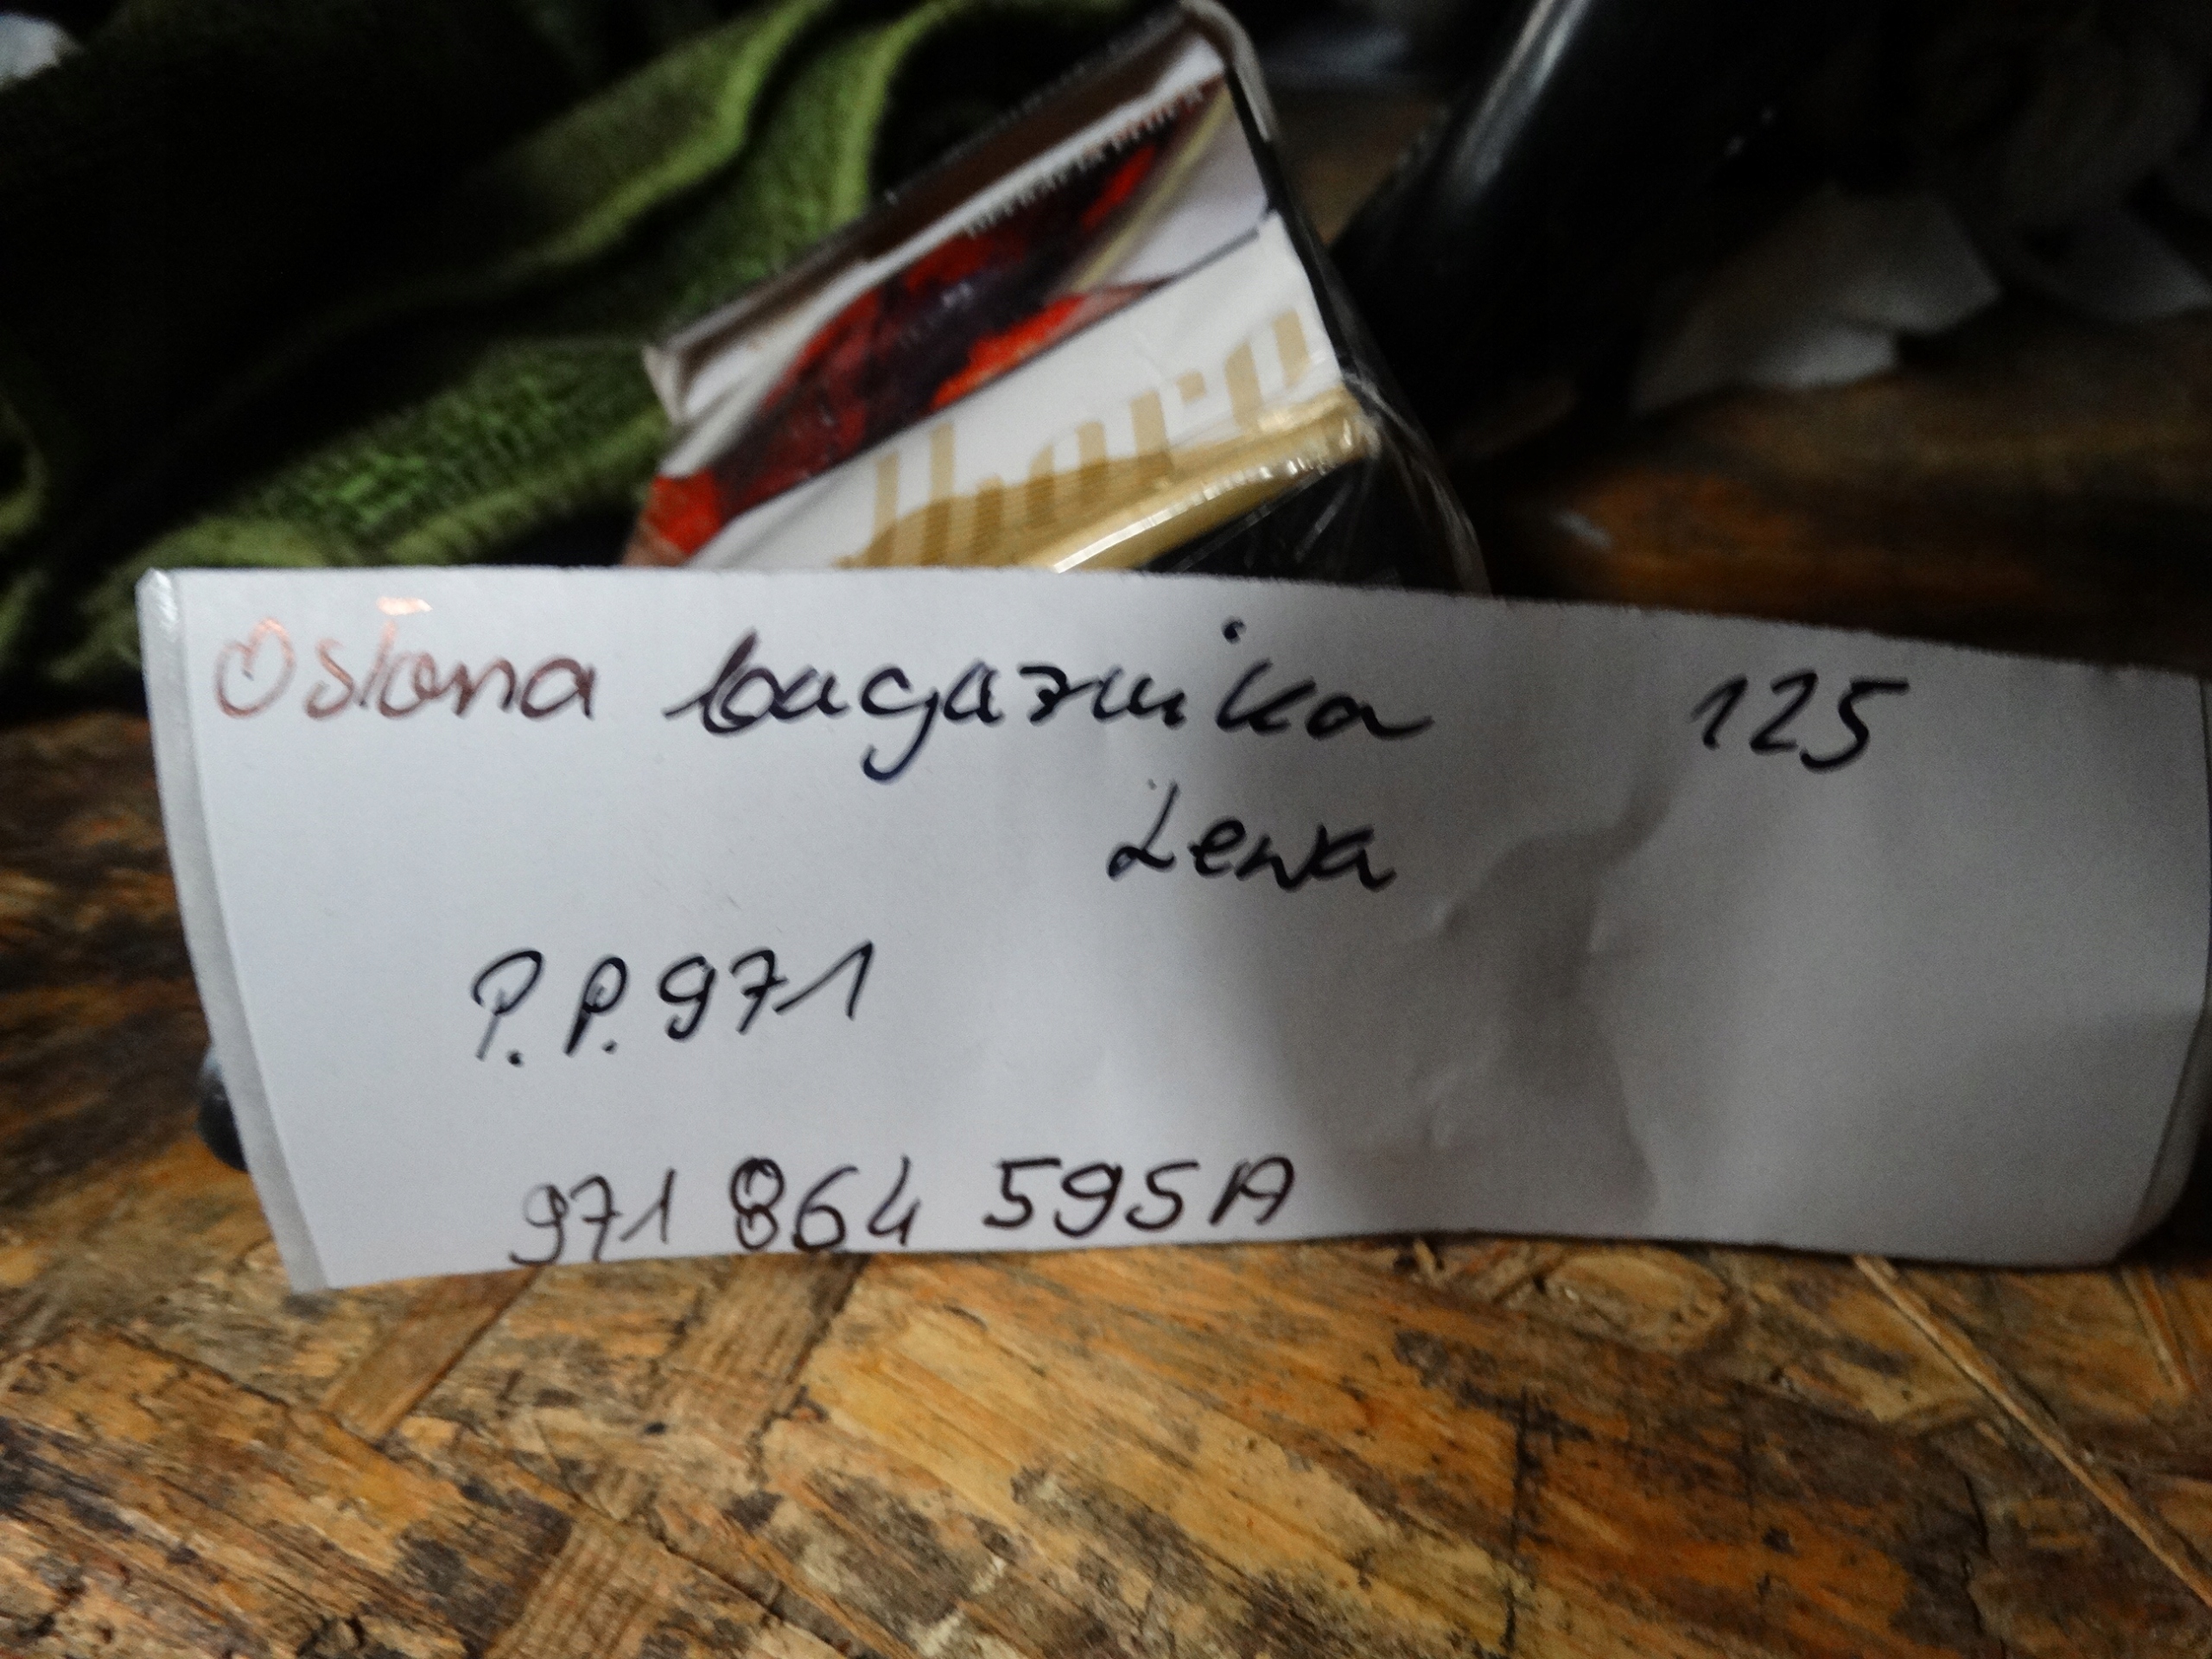 Osłona bagażnika 125
Lewa
P.P.971
971 864 595A